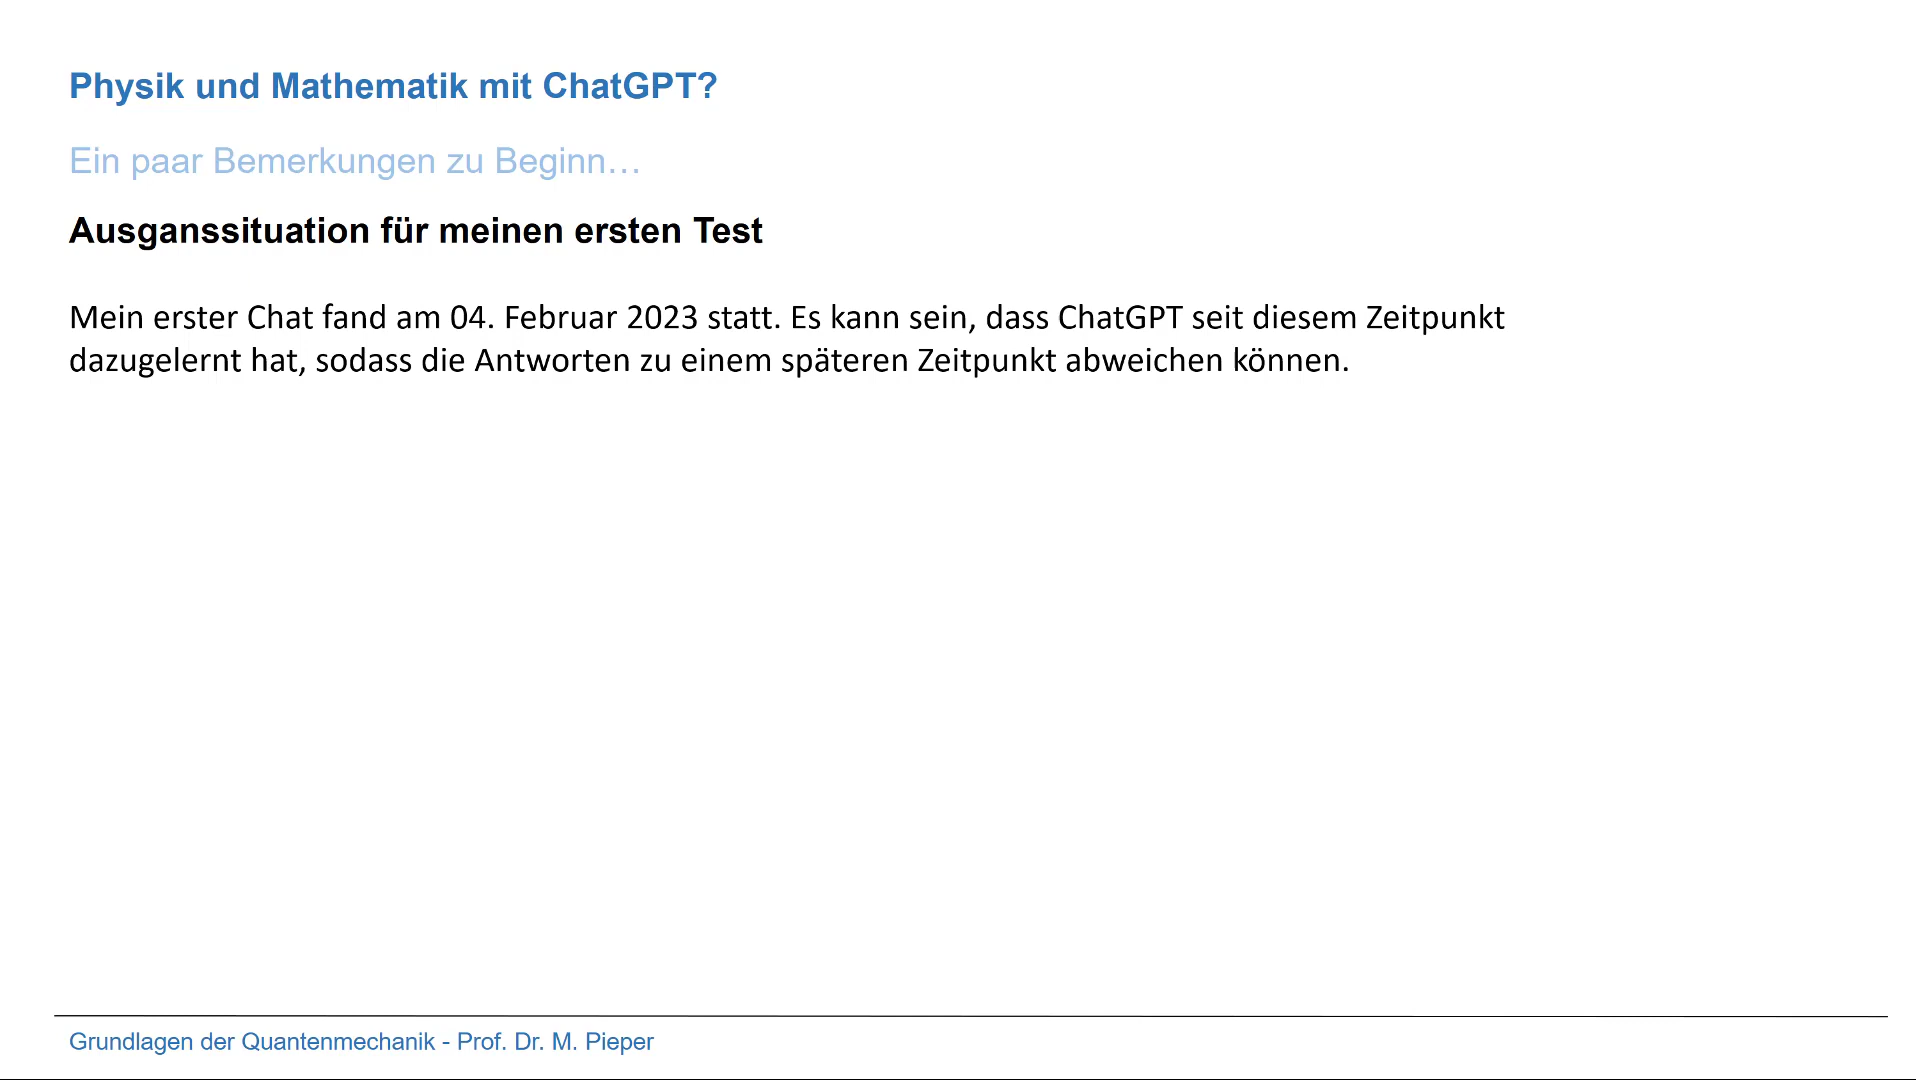 Physik und Mathematik mit ChatGPT?
Ein paar Bemerkungen zu Beginn…
Ausganssituation für meinen ersten Test
Mein erster Chat fand am 04. Februar 2023 statt. Es kann sein, dass ChatGPT seit diesem Zeitpunkt
dazugelernt hat, sodass die Antworten zu einem späteren Zeitpunkt abweichen können.
Grundlagen der Quantenmechanik - Prof. Dr. M. Pieper